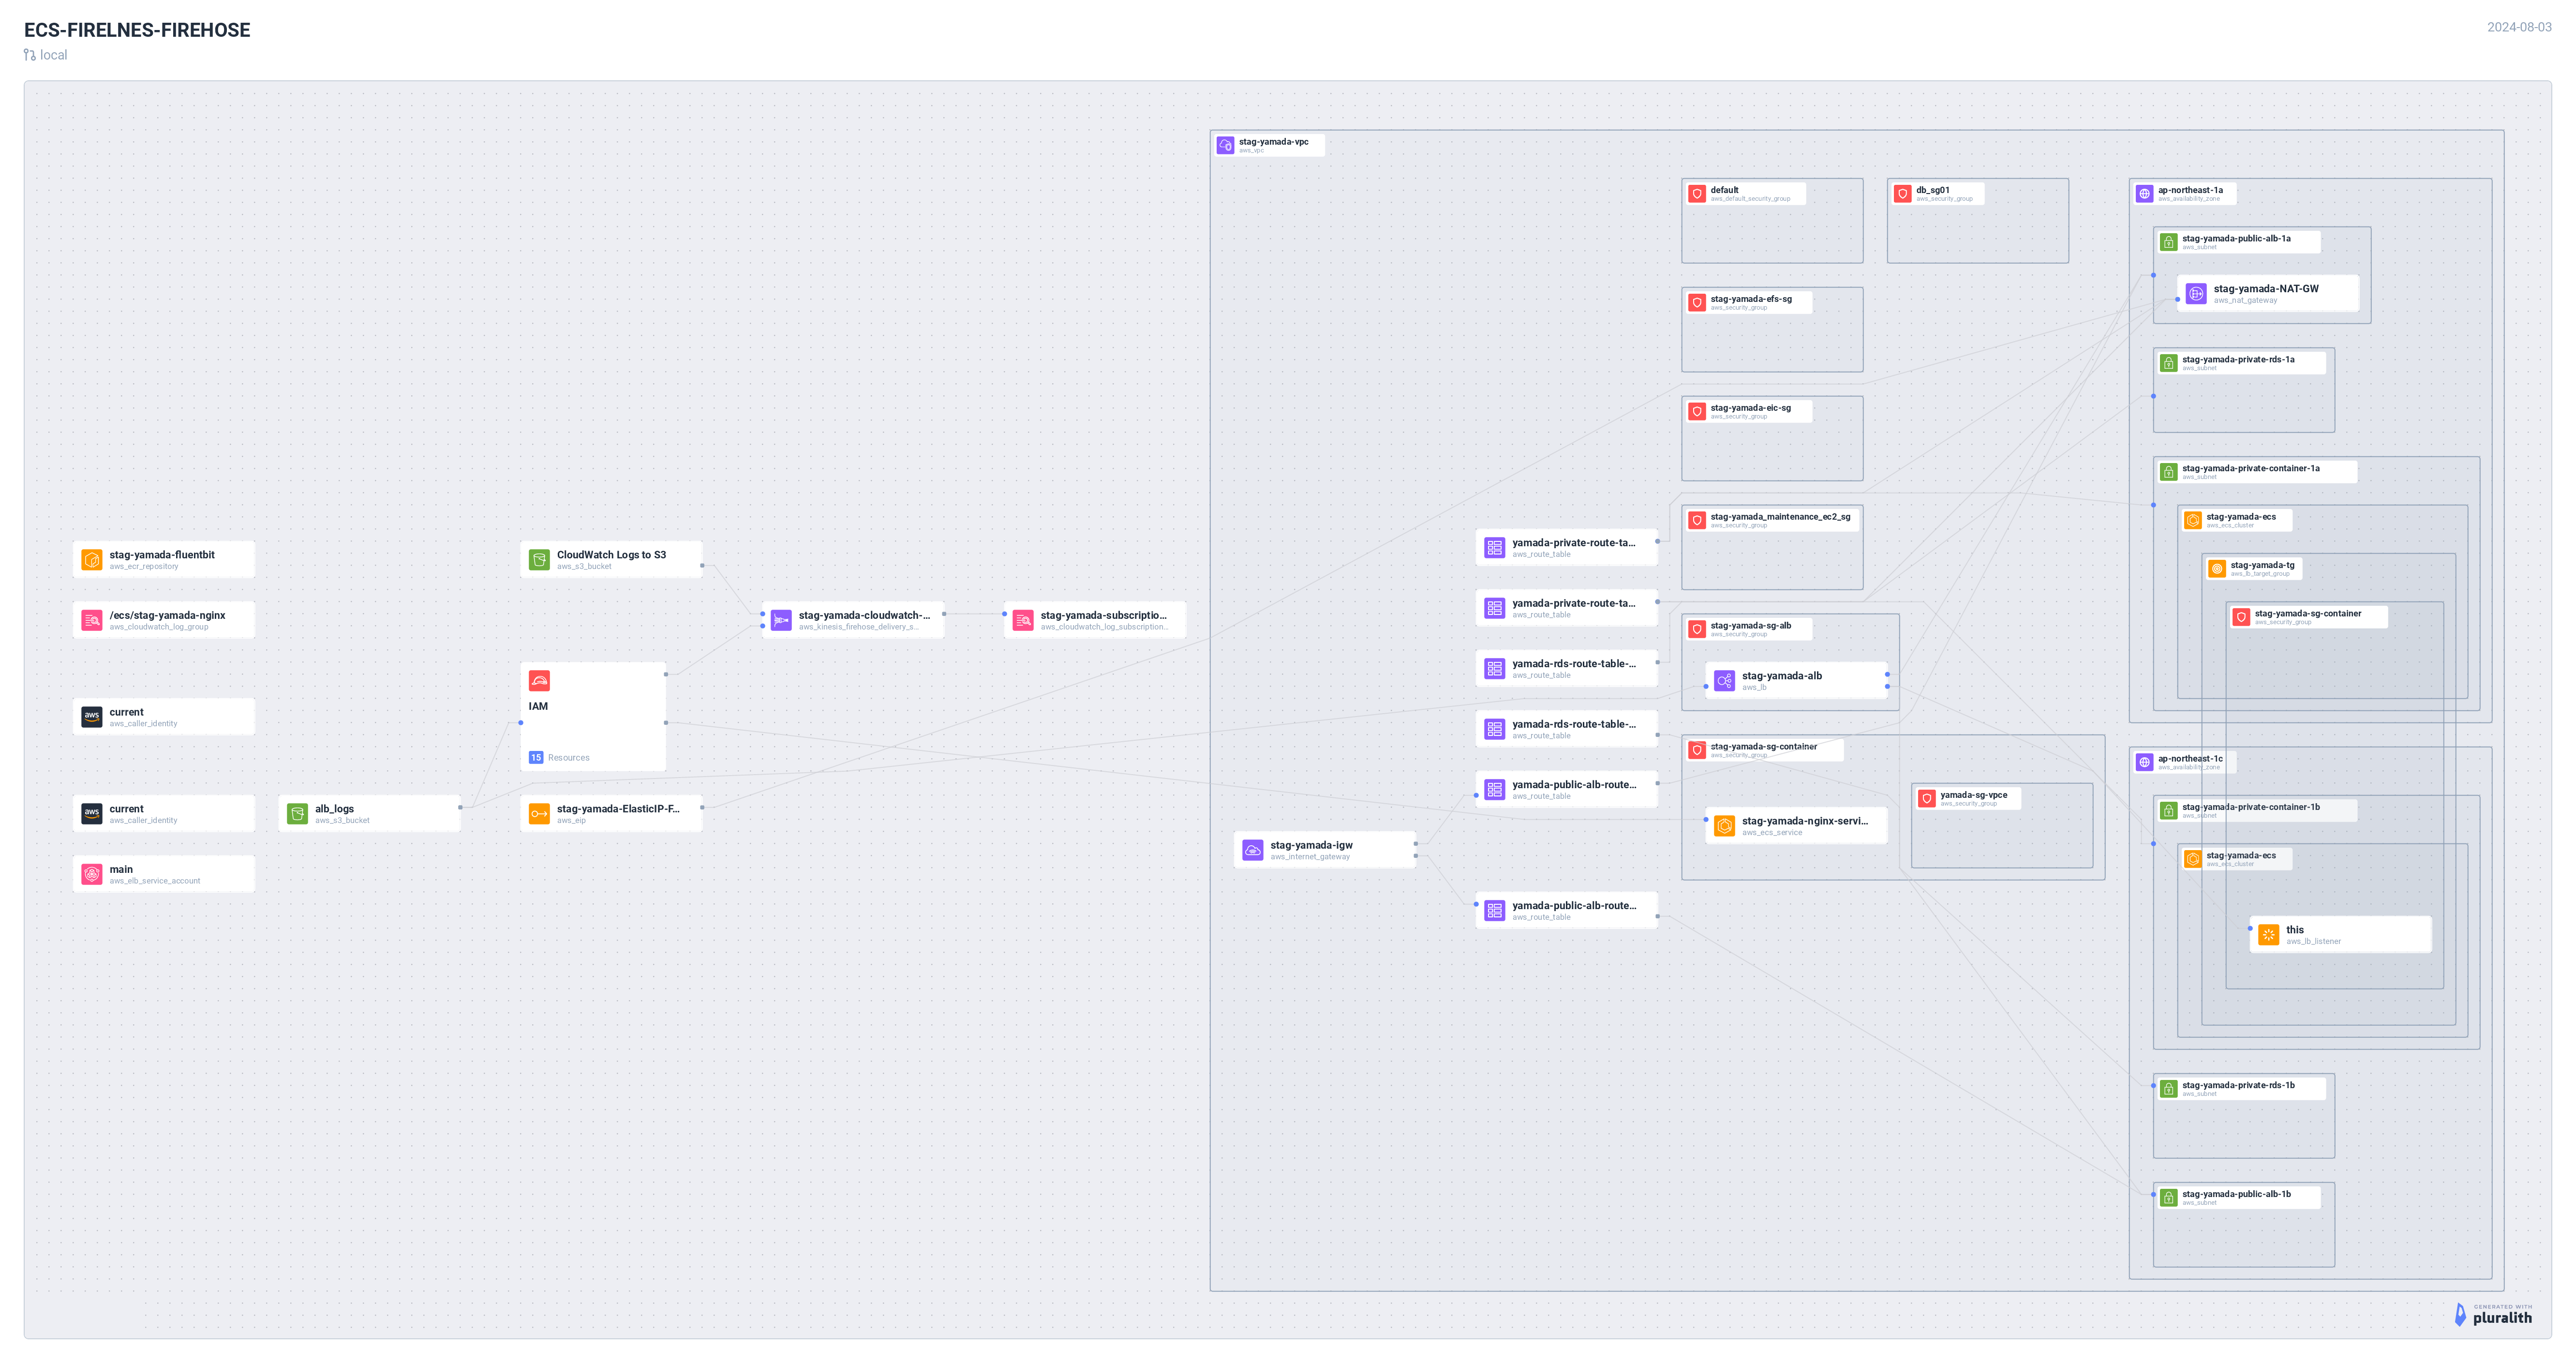 ECS-FIRELNES-FIREHOSE
local
2024-08-03
stag-yamada-vpc
aws_vpc
default
aws_default_security_group
db_sg01
aws_security_group
stag-yamada-efs-sg
aws_security_group
stag-yamada-eic-sg
aws_security_group
stag-yamada_maintenance_ec2_sg
aws_security_group
stag-yamada-sg-alb
aws_security_group
stag-yamada-alb
aws_lb
stag-yamada-sg-container
aws_security_group
stag-yamada-nginx-servi...
aws_ecs_service
yamada-sg-vpce
aws_security_group
ap-northeast-1a
aws_availability_zone
stag-yamada-public-alb-1a
aws_subnet
stag-yamada-NAT-GW
aws_nat_gateway
stag-yamada-private-rds-1a
aws_subnet
stag-yamada-private-container-1a
aws_subnet
stag-yamada-ecs
aws_ecs_cluster
stag-yamada-tg
aws_lb_target_group
stag-yamada-sg-container
aws_security_group
ap-northeast-1c
aws_availability_zone
stag-yamada-private-container-1b
aws_subnet
stag-yamada-ecs
aws_ecs_cluster
this
aws_lb_listener
stag-yamada-private-rds-1b
aws_subnet
stag-yamada-public-alb-1b
aws_subnet
stag-yamada-fluentbit
aws_ecr_repository
/ecs/stag-yamada-nginx
aws_cloudwatch_log_group
current
aws_caller_identity
current
aws_caller_identity
main
aws_elb_service_account
alb_logs
aws_s3_bucket
CloudWatch Logs to S3
aws_s3_bucket
IAM
15 Resources
stag-yamada-ElasticIP-F...
aws_eip
stag-yamada-cloudwatch-...
aws_kinesis_firehose_delivery_s...
stag-yamada-subscriptio...
aws_cloudwatch_log_subscription...
stag-yamada-igw
aws_internet_gateway
yamada-private-route-ta...
aws_route_table
yamada-private-route-ta...
aws_route_table
yamada-rds-route-table-...
aws_route_table
yamada-rds-route-table-...
aws_route_table
yamada-public-alb-route...
aws_route_table
yamada-public-alb-route...
aws_route_table
GENERATED WITH
pluralith